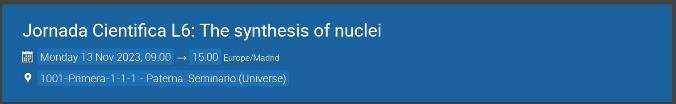 Jornada Cientifica L6: The synthesis of nuclei
Monday 13 Nov 2023, 09:00 → 15:00 Europe/Madrid
1001-Primera-1-1-1 - Paterna. Seminario (Universe)